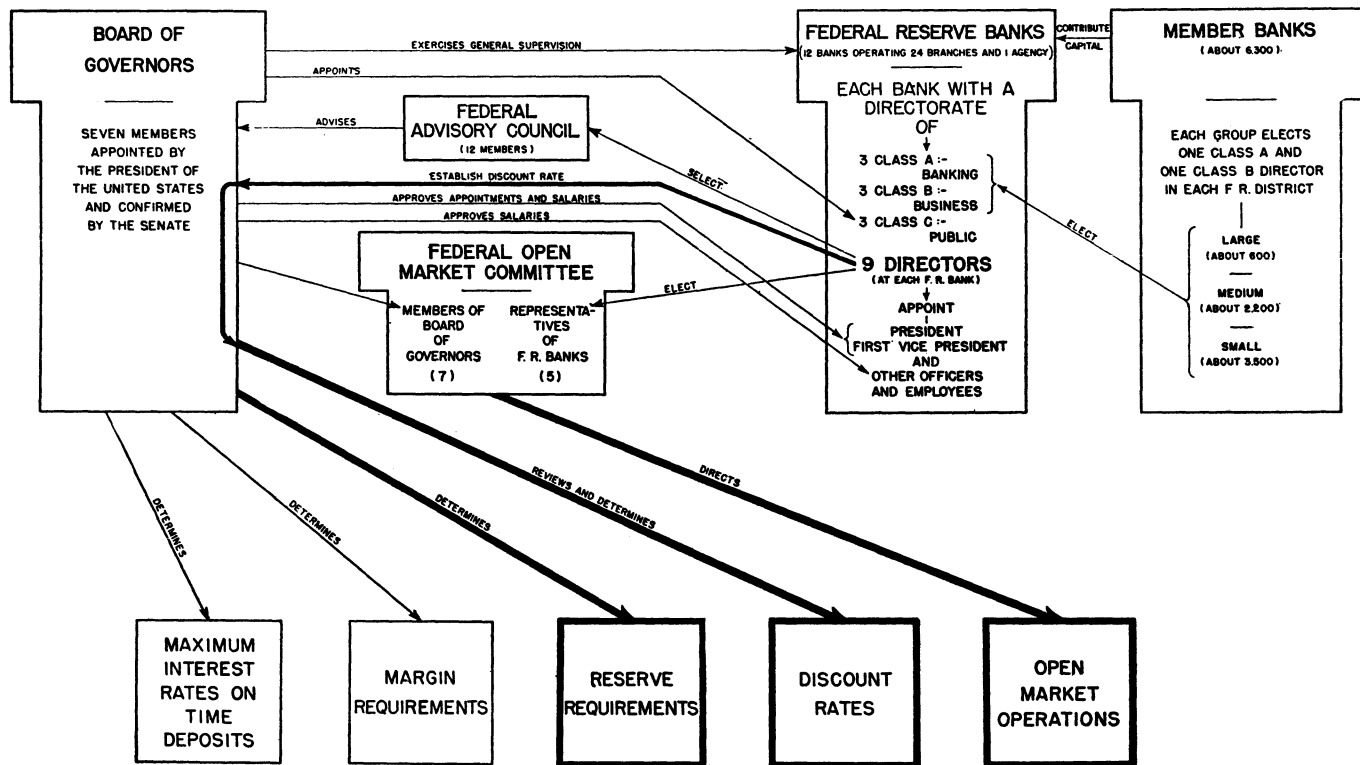 BOARD OF
GOVERNORS
SEVEN MEMBERS
APPOINTED BY
THE PRESIDENT OF
THE UNITED STATES
AND CONFIRMED
BY THE SENATE
EXERCISES GENERAL SUPERVISION
APPOINTS
FEDERAL
ADVISORY COUNCIL
(12 MEMBERS)
ADVISES
SELECT
ESTABLISH DISCOUNT RATE
APPROVES APPOINTMENTS AND SALARIES
APPROVES SALARIES
FEDERAL OPEN
MARKET COMMITTEE
MEMBERS OF
BOARD
OF
GOVERNORS
(7)
REPRESENTA-
TIVES
OF
F. R. BANKS
(5)
ELECT
FEDERAL RESERVE BANKS
(12 BANKS OPERATING 24 BRANCHES AND 1 AGENCY)
EACH BANK WITH A
DIRECTORATE
OF
3 CLASS A :-
BANKING
3 CLASS B :-
BUSINESS
3 CLASS C :-
PUBLIC
9 DIRECTORS
(AT EACH F. R. BANK)
APPOINT
PRESIDENT
FIRST VICE PRESIDENT
AND
OTHER OFFICERS
AND EMPLOYEES
CONTRIBUTE
CAPITAL
MEMBER BANKS
(ABOUT 6,300)
EACH GROUP ELECTS
ONE CLASS A AND
ONE CLASS B DIRECTOR
IN EACH F R. DISTRICT
ELECT
LARGE
(ABOUT 600)
MEDIUM
(ABOUT 2,200)
SMALL
(ABOUT 3,500)
DETERMINES
DETERMINES
DETERMINES
REVIEWS AND DETERMINES
DIRECTS
MAXIMUM
INTEREST
RATES ON
TIME
DEPOSITS
MARGIN
REQUIREMENTS
RESERVE
REQUIREMENTS
DISCOUNT
RATES
OPEN
MARKET
OPERATIONS